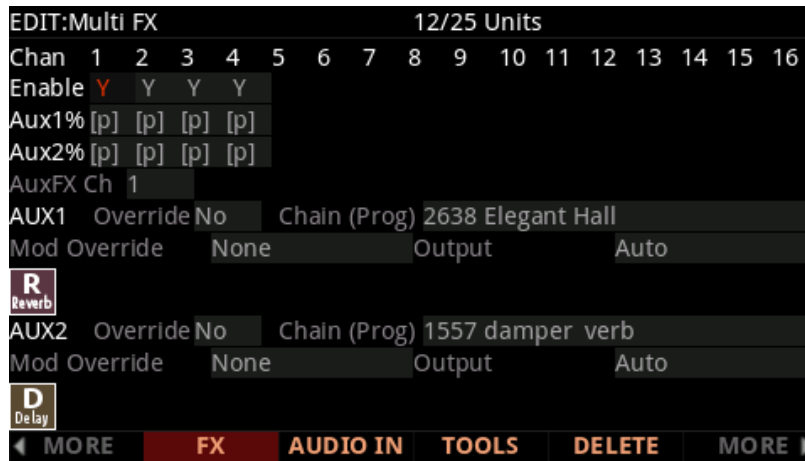 EDIT:Multi FX 12/25 Units
Chan 1 2 3 4 5 6 7 8 9 10 11 12 13 14 15 16
Enable Y Y Y Y
Aux1% [p] [p] [p] [p]
Aux2% [p] [p] [p] [p]
AuxFX Ch 1
AUX1 Override No Chain (Prog) 2638 Elegant Hall
Mod Override None Output Auto
R
Reverb
AUX2 Override No Chain (Prog) 1557 damper verb
Mod Override None Output Auto
D
Delay
MORE FX AUDIO IN TOOLS DELETE MORE